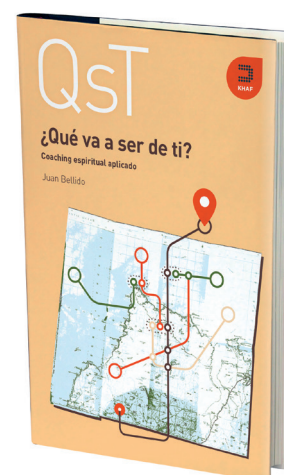 QST
KHAF
¿Qué va a ser de ti?
Coaching espiritual aplicado
Juan Bellido